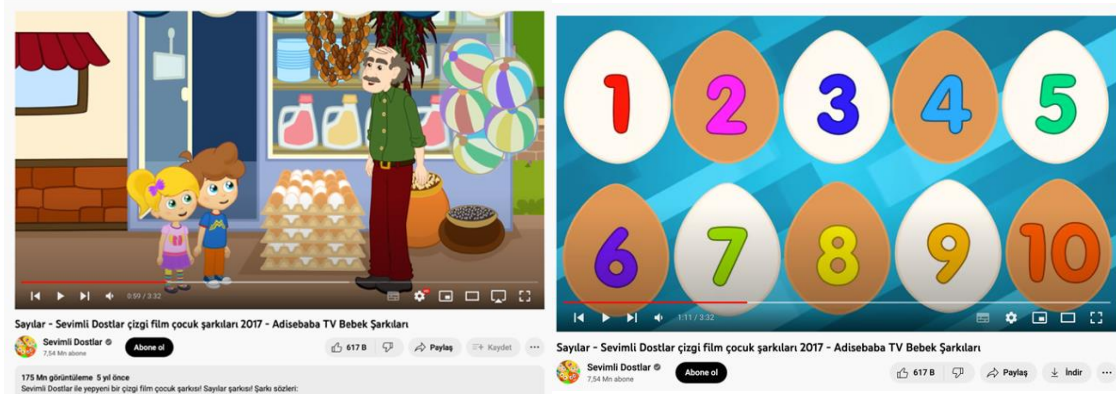 0:59 / 3:32
Sayılar - Sevimli Dostlar çizgi film çocuk şarkıları 2017 - Adisebaba TV Bebek Şarkıları
Sevimli Dostlar
7,54 Mn abone
Abone ol
617 B
Paylaş
Kaydet
175 Mn görüntüleme 5 yıl önce
Sevimli Dostlar ile yepyeni bir çizgi film çocuk şarkısı! Sayılar şarkısı! Şarkı sözleri:
1 2 3 4 5
6 7 8 9 10
1:11 / 3:32
Sayılar - Sevimli Dostlar çizgi film çocuk şarkıları 2017 - Adisebaba TV Bebek Şarkıları
Sevimli Dostlar
7,54 Mn abone
Abone ol
617 B
Paylaş
İndir